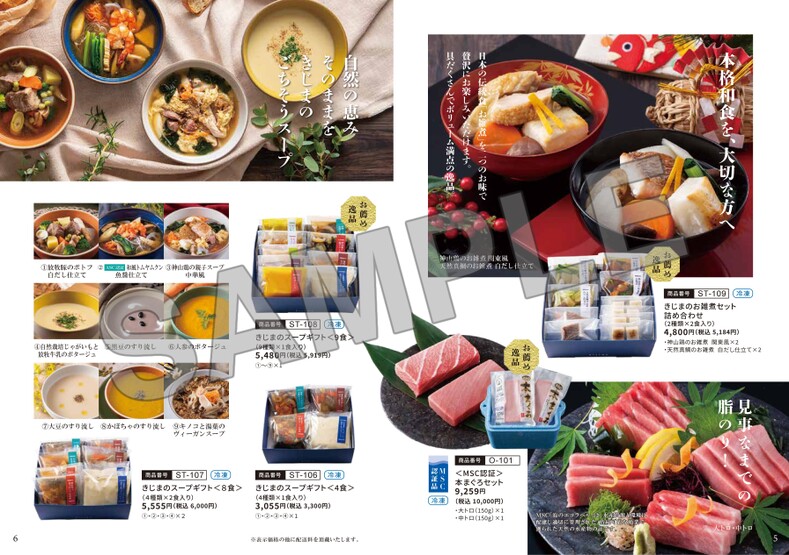 自然の恵み
そのままを
きじまの
ごちそうスープ
①放牧豚のポトフ
白だし仕立て
②
和風トムヤムクン
魚醤仕立て
③神山鶏の親子スープ
中華風
④自然栽培じゃがいもと
放牧牛乳のポタージュ
⑤黒豆のすり流し
⑥人参のポタージュ
⑦大豆のすり流し
⑧かぼちゃのすり流し
⑨キノコと湯葉の
ヴィーガンスープ
お薦め
逸品
商品番号 ST-108 冷凍
きじまのスープギフト<9食>
(9種類×1食入り)
5,480円(税込 5,919円)
①〜⑨×1
商品番号 ST-107 冷凍
きじまのスープギフト<8食>
(4種類×2食入り)
5,555円(税込 6,000円)
①・②・③・④×2
商品番号 ST-106 冷凍
きじまのスープギフト<4食>
(4種類×1食入り)
3,055円(税込 3,300円)
①・②・③・④×1
6
※表示価格の他に配送料を頂戴いたします。
本格和食を、大切な方へ
日本の伝統食“お雑煮”を、二つのお味で
贅沢にお楽しみいただけます。
具だくさんでボリューム満点の逸品。
神山鶏のお雑煮 関東風
天然真鯛のお雑煮 白だし仕立て
お薦め
逸品
商品番号 ST-109 冷凍
きじまのお雑煮セット
詰め合わせ
(2種類×2食入り)
4,800円(税込 5,184円)
・神山鶏のお雑煮 関東風×2
・天然真鯛のお雑煮 白だし仕立て×2
お薦め
逸品
MSC
認証品
冷凍
商品番号 O-101
<MSC認証>
本まぐろセット
9,259円
(税込 10,000円)
・大トロ(150g)×1
・中トロ(150g)×1
見事なまでの
脂のり!
大トロ・中トロ
5
SAMPLE